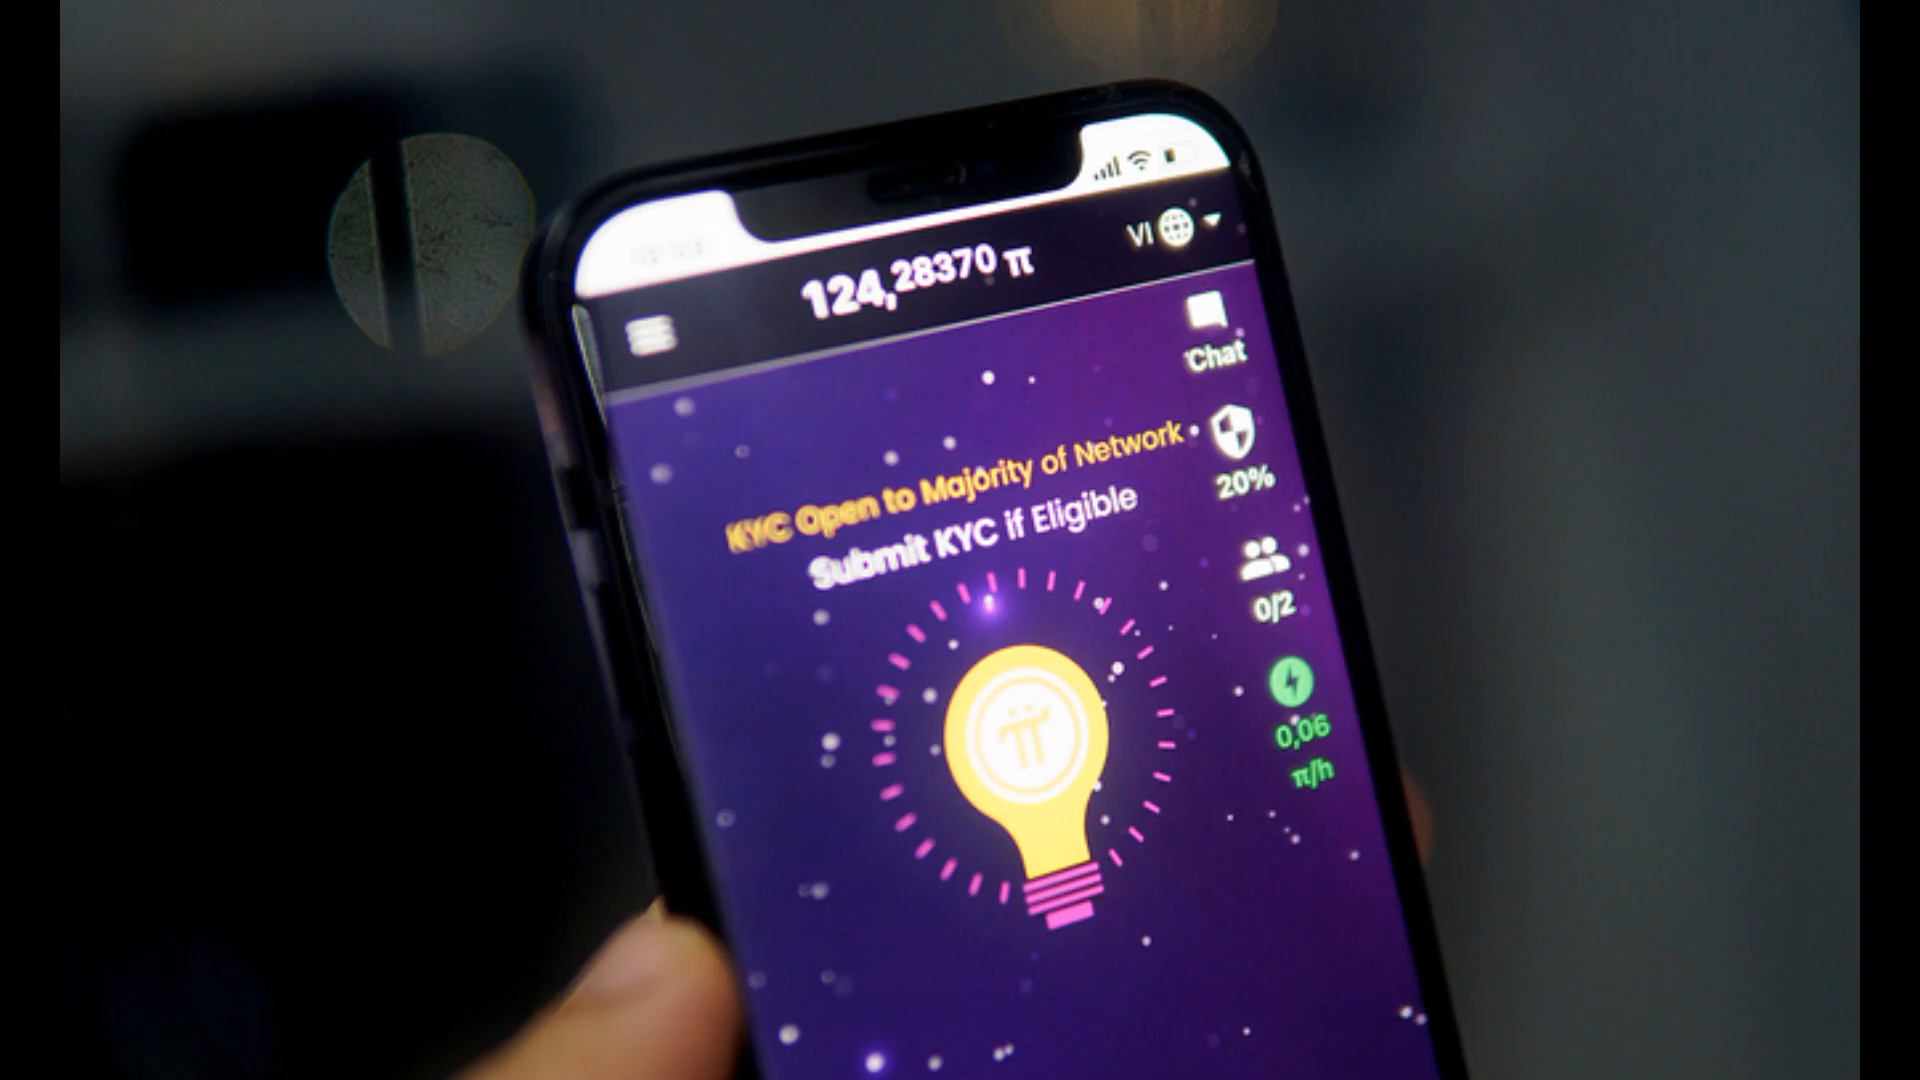 124,28370 π
VI
Chat
KYC Open to Majority of Network
Submit KYC if Eligible
20%
0/2
π
0,06
π/h